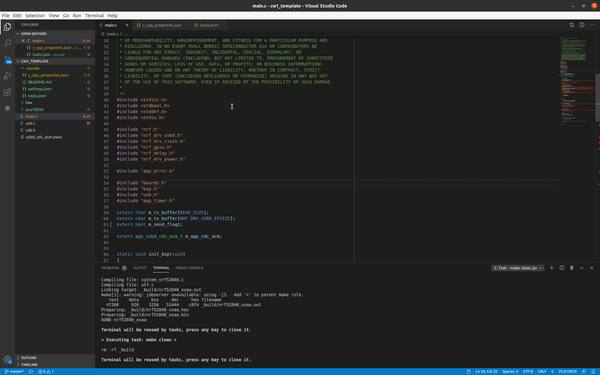 main.c - cw1_template - Visual Studio Code
File Edit Selection View Go Run Terminal Help
EXPLORER
OPEN EDITORS
main.c
c_cpp_properties.json .vscode
tasks.json .vscode
CW1_TEMPLATE
.vscode
c_cpp_properties.json
README.md
settings.json
tasks.json
hex
pca10059
main.c
usb.c
usb.h
usbd_cdc_acm.eww
OUTLINE
TIMELINE
main.c
c_cpp_properties.json
tasks.json
main.c
30 * OF MERCHANTABILITY, NONINFRINGEMENT, AND FITNESS FOR A PARTICULAR PURPOSE ARE
31 * DISCLAIMED. IN NO EVENT SHALL NORDIC SEMICONDUCTOR ASA OR CONTRIBUTORS BE
32 * LIABLE FOR ANY DIRECT, INDIRECT, INCIDENTAL, SPECIAL, EXEMPLARY, OR
33 * CONSEQUENTIAL DAMAGES (INCLUDING, BUT NOT LIMITED TO, PROCUREMENT OF SUBSTITUTE
34 * GOODS OR SERVICES; LOSS OF USE, DATA, OR PROFITS; OR BUSINESS INTERRUPTION)
35 * HOWEVER CAUSED AND ON ANY THEORY OF LIABILITY, WHETHER IN CONTRACT, STRICT
36 * LIABILITY, OR TORT (INCLUDING NEGLIGENCE OR OTHERWISE) ARISING IN ANY WAY OUT
37 * OF THE USE OF THIS SOFTWARE, EVEN IF ADVISED OF THE POSSIBILITY OF SUCH DAMAGE.
38 *
39 */
40 #include <stdint.h>
41 #include <stdbool.h>
42 #include <stddef.h>
43 #include <stdio.h>
44
45 #include "nrf.h"
46 #include "nrf_drv_usbd.h"
47 #include "nrf_drv_clock.h"
48 #include "nrf_gpio.h"
49 #include "nrf_delay.h"
50 #include "nrf_drv_power.h"
51
52 #include "app_error.h"
53
54 #include "boards.h"
55 #include "bsp.h"
56 #include "usb.h"
57 #include "app_timer.h"
58
59 extern char m_rx_buffer[READ_SIZE];
60 extern char m_tx_buffer[NRF_DRV_USBD_EPSIZE];
61 extern bool m_send_flag1;
62
63 extern app_usbd_cdc_acm_t m_app_cdc_acm;
64
65
66 static void init_bsp(void)
67 {
PROBLEMS OUTPUT TERMINAL DEBUG CONSOLE
2: Task - make clean
Compiling file: system_nrf52840.c
Compiling file: utf.c
Linking target: _build/nrf52840_xxaa.out
make[1]: warning: jobserver unavailable: using -j1. Add '+' to parent make rule.
text data bss dec hex filename
47260 928 3256 51444 c8f4 _build/nrf52840_xxaa.out
Preparing: _build/nrf52840_xxaa.hex
Preparing: _build/nrf52840_xxaa.bin
DONE nrf52840_xxaa
Terminal will be reused by tasks, press any key to close it.
> Executing task: make clean <
rm -rf _build
Terminal will be reused by tasks, press any key to close it.
master*
Ln 54, Col 20 Spaces: 4 UTF-8 CRLF C PCA10059